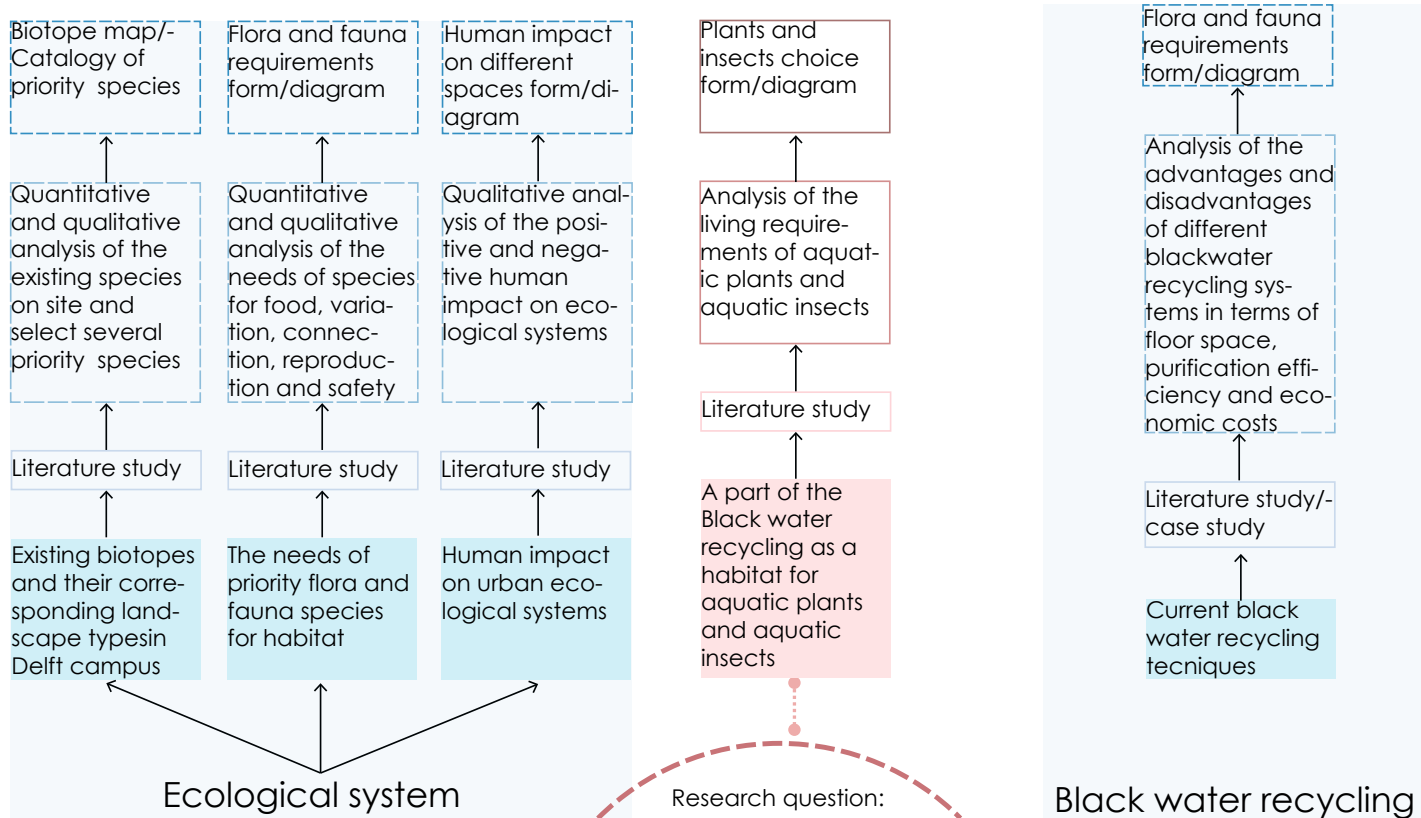 Biotope map/-
Catalogy of
priority species
Flora and fauna
requirements
form/diagram
Human impact
on different
spaces form/di-
agram
Plants and
insects choice
form/diagram
Flora and fauna
requirements
form/diagram
Quantitative
and qualitative
analysis of the
existing species
on site and
select several
priority species
Quantitative
and qualitative
analysis of the
needs of species
for food, varia-
tion, connec-
tion, reproduc-
tion and safety
Qualitative anal-
ysis of the posi-
tive and nega-
tive human
impact on eco-
logical systems
Analysis of the
living require-
ments of aquat-
ic plants and
aquatic insects
Analysis of the
advantages and
disadvantages
of different
blackwater
recycling sys-
tems in terms of
floor space,
purification effi-
ciency and eco-
nomic costs
Literature study
Literature study
Literature study
Literature study
Literature study/-
case study
Existing biotopes
and their corre-
sponding land-
scape typesin
Delft campus
The needs of
priority flora and
fauna species
for habitat
Human impact
on urban eco-
logical systems
A part of the
Black water
recycling as a
habitat for
aquatic plants
and aquatic
insects
Current black
water recycling
tecniques
Ecological system
Research question:
Black water recycling